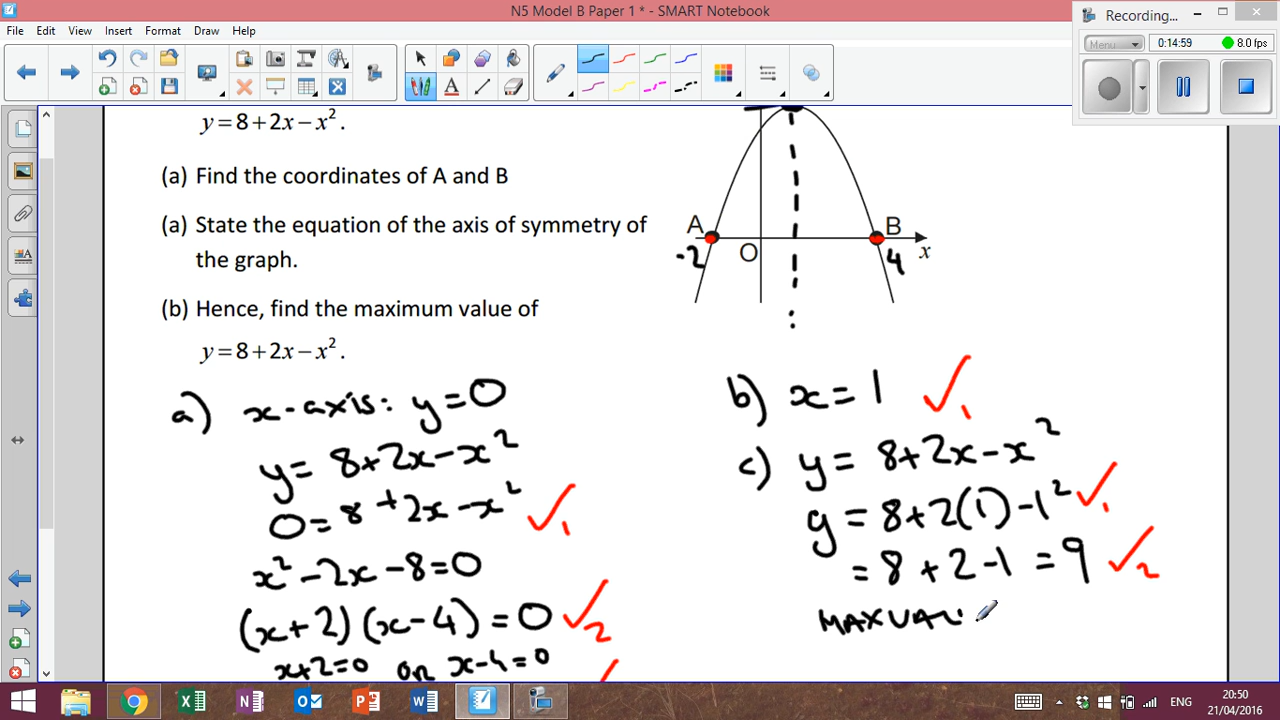 N5 Model B Paper 1 * - SMART Notebook
Recording...
File Edit View Insert Format Draw Help
Menu 0:14:59 8.0 fps
y = 8 + 2x – x².
(a) Find the coordinates of A and B
(a) State the equation of the axis of symmetry of
the graph.
(b) Hence, find the maximum value of
y = 8 + 2x – x².
A B
-2 O 4 x
a) x-axis: y = 0
y = 8 + 2x - x²
0 = 8 + 2x - x² ✓1
x² - 2x - 8 = 0
(x + 2)(x - 4) = 0 ✓2
x+2=0 or x-4=0
b) x = 1 ✓1
c) y = 8 + 2x - x²
y = 8 + 2(1) - 1² ✓1
= 8 + 2 - 1 = 9 ✓2
MAX VAL
ENG
20:50
21/04/2016